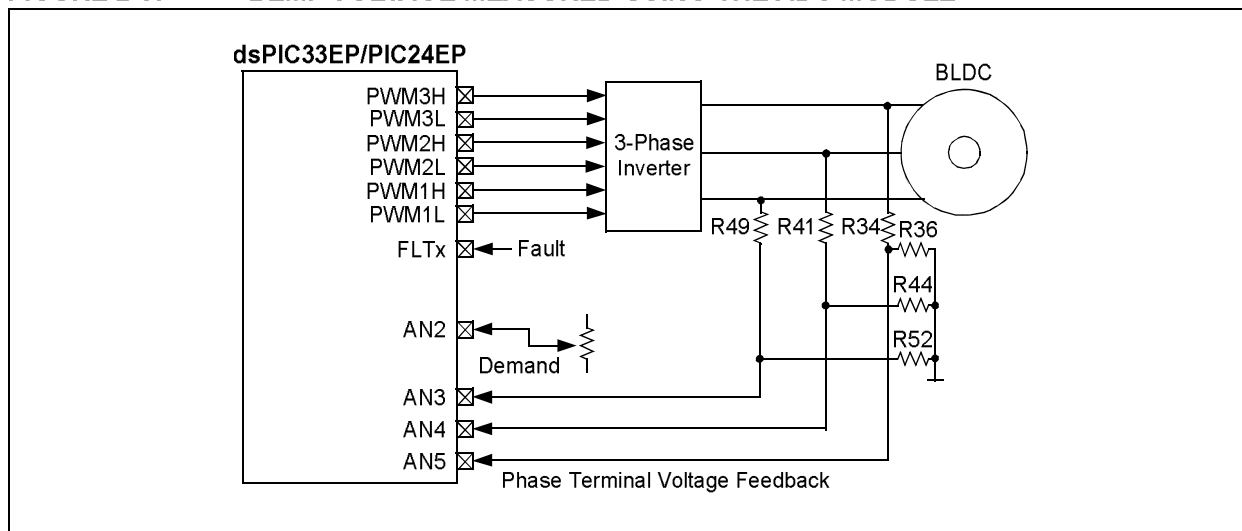 dsPIC33EP/PIC24EP
BLDC
PWM3H
PWM3L
PWM2H
PWM2L
PWM1H
PWM1L
3-Phase
Inverter
R49
R41
R34
R36
FLTx
Fault
R44
AN2
R52
Demand
AN3
AN4
AN5
Phase Terminal Voltage Feedback